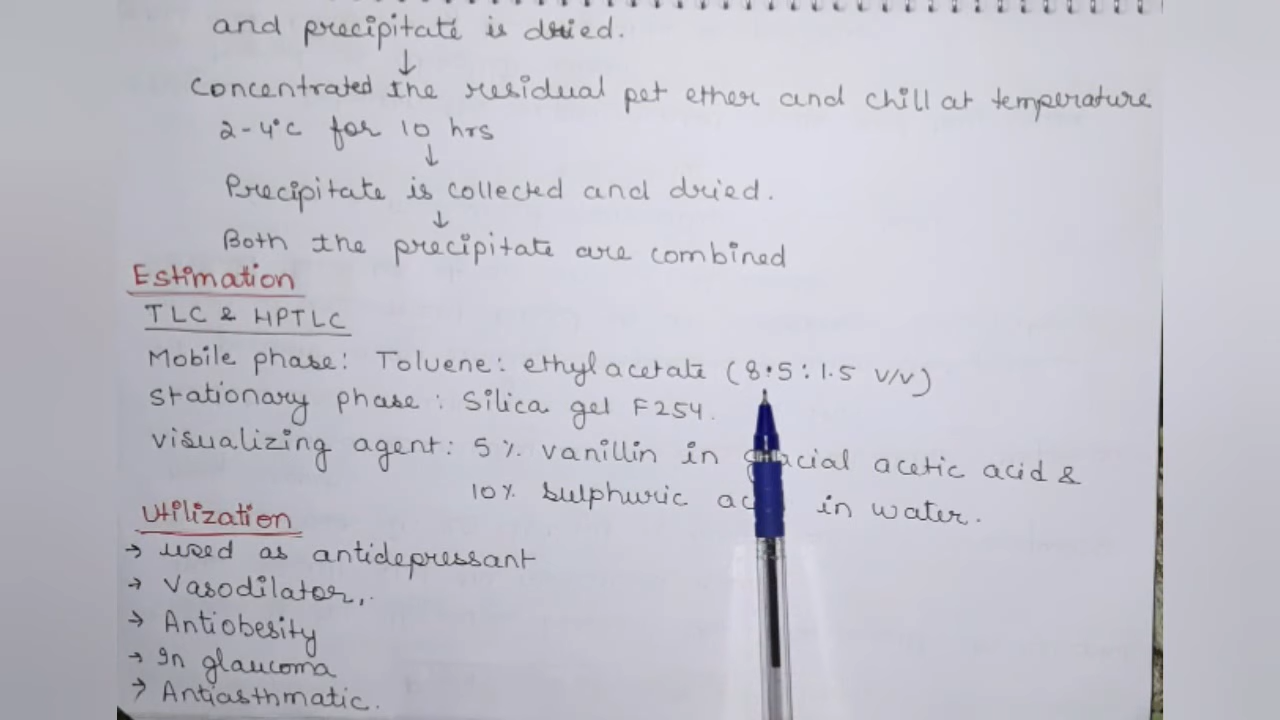 and precipitate is dried.
↓
Concentrated the residual pet ether and chill at temperature
2-4°C for 10 hrs
↓
Precipitate is collected and dried.
↓
Both the precipitate are combined
Estimation
TLC & HPTLC
Mobile phase: Toluene: ethyl acetate (8.5:1.5 v/v)
Stationary phase: Silica gel F254.
visualizing agent: 5% vanillin in glacial acetic acid &
10% sulphuric in water.
Utilization
→ used as antidepressant
→ Vasodilator,.
→ Antiobesity
→ In glaucoma
→ Antiasthmatic.